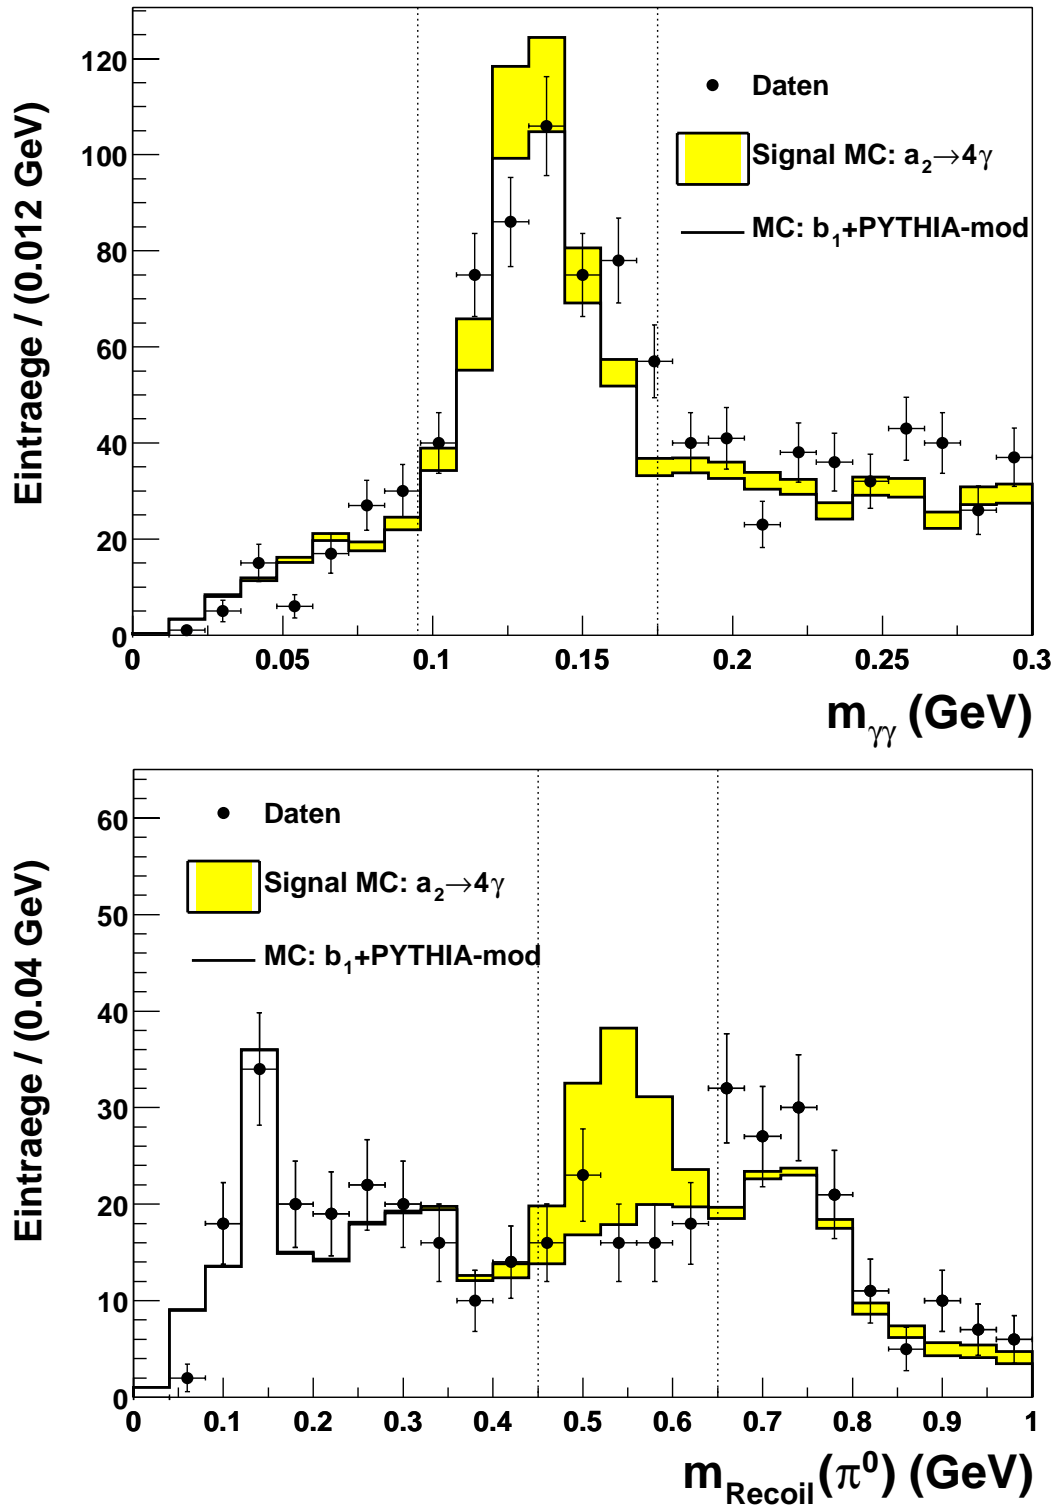 Eintraege / (0.012 GeV)
120
100
80
60
40
20
0
Daten
Signal MC: a₂→4γ
MC: b₁+PYTHIA-mod
0 0.05 0.1 0.15 0.2 0.25 0.3
m_γγ (GeV)
Eintraege / (0.04 GeV)
60
50
40
30
20
10
0
Daten
Signal MC: a₂→4γ
MC: b₁+PYTHIA-mod
0 0.1 0.2 0.3 0.4 0.5 0.6 0.7 0.8 0.9 1
m_Recoil(π⁰) (GeV)